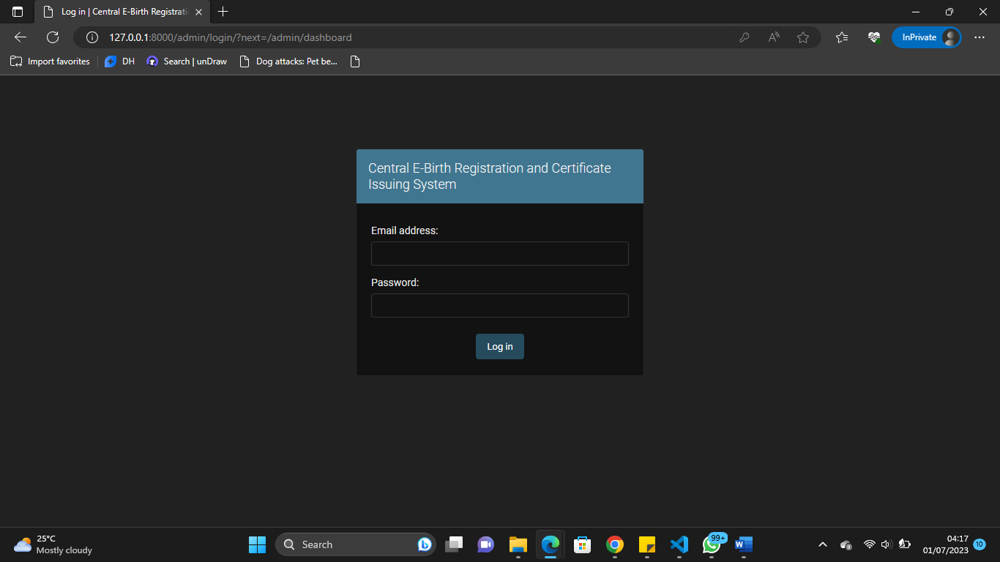 Log in | Central E-Birth Registrati
127.0.0.1:8000/admin/login/?next=/admin/dashboard
InPrivate
Import favorites
DH
Search | unDraw
Dog attacks: Pet be...
Central E-Birth Registration and Certificate
Issuing System
Email address:
Password:
Log in
25°C
Mostly cloudy
Search
99+
04:17
01/07/2023
10